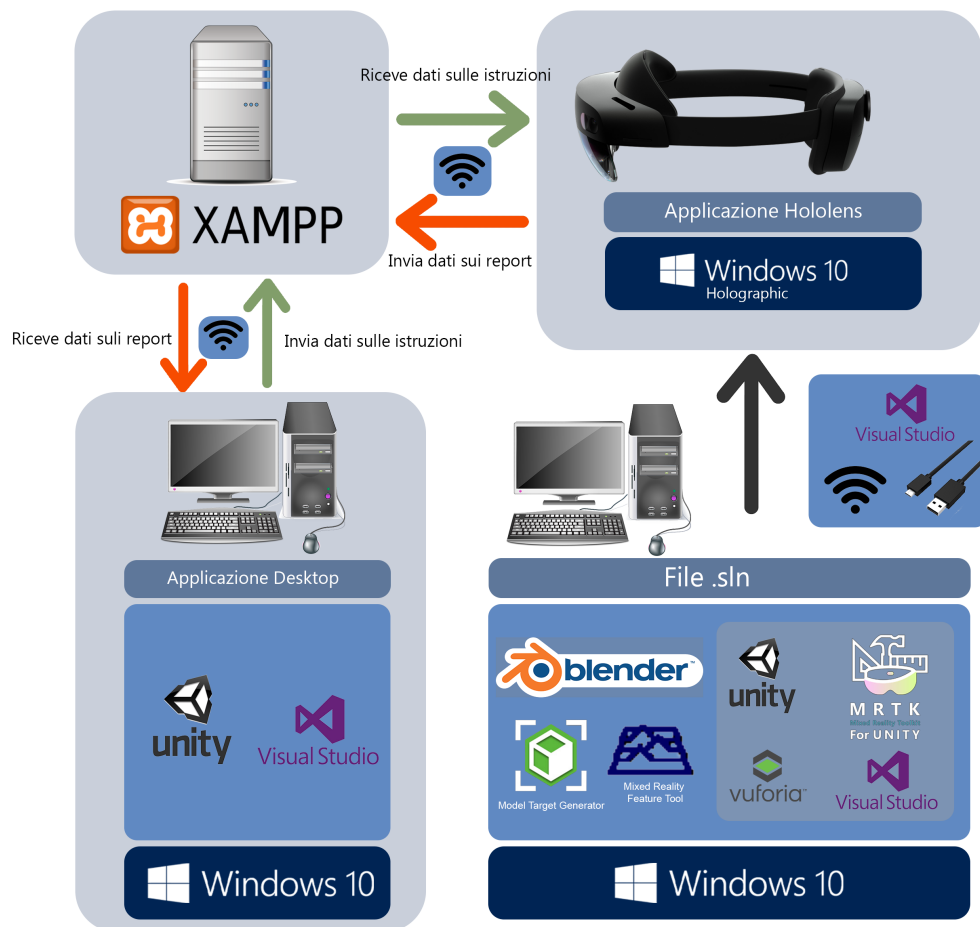 Riceve dati sulle istruzioni
XAMPP
Applicazione Hololens
Invia dati sui report
Windows 10
Holographic
Riceve dati suli report
Invia dati sulle istruzioni
Visual Studio
Applicazione Desktop
File .sln
blender™
unity
MRTK
Mixed Reality Toolkit
For UNITY
unity
Visual Studio
Model Target Generator
Mixed Reality
Feature Tool
vuforia™
Visual Studio
Windows 10
Windows 10